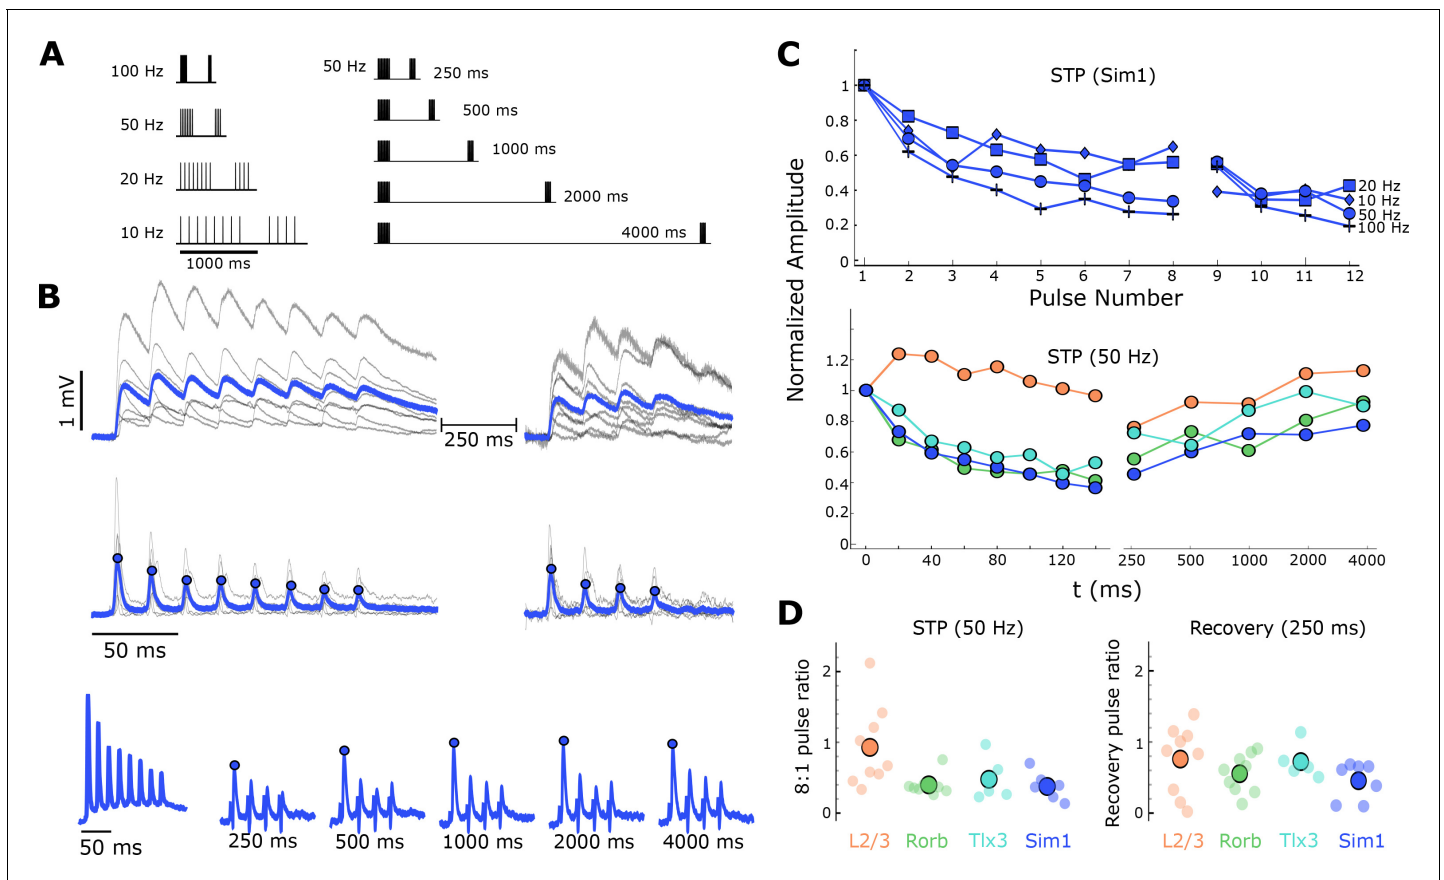 A
100 Hz
50 Hz
20 Hz
10 Hz
1000 ms
50 Hz
250 ms
500 ms
1000 ms
2000 ms
4000 ms
B
1 mV
250 ms
50 ms
50 ms
250 ms
500 ms
1000 ms
2000 ms
4000 ms
C
Normalized Amplitude
STP (Sim1)
1
0.8
0.6
0.4
0.2
0
20 Hz
10 Hz
50 Hz
100 Hz
1 2 3 4 5 6 7 8 9 10 11 12
Pulse Number
STP (50 Hz)
1.2
1
0.8
0.6
0.4
0.2
0
0 40 80 120 250 500 1000 2000 4000
t (ms)
D
STP (50 Hz)
8:1 pulse ratio
2
1
0
L2/3 Rorb Tlx3 Sim1
Recovery (250 ms)
Recovery pulse ratio
2
1
0
L2/3 Rorb Tlx3 Sim1